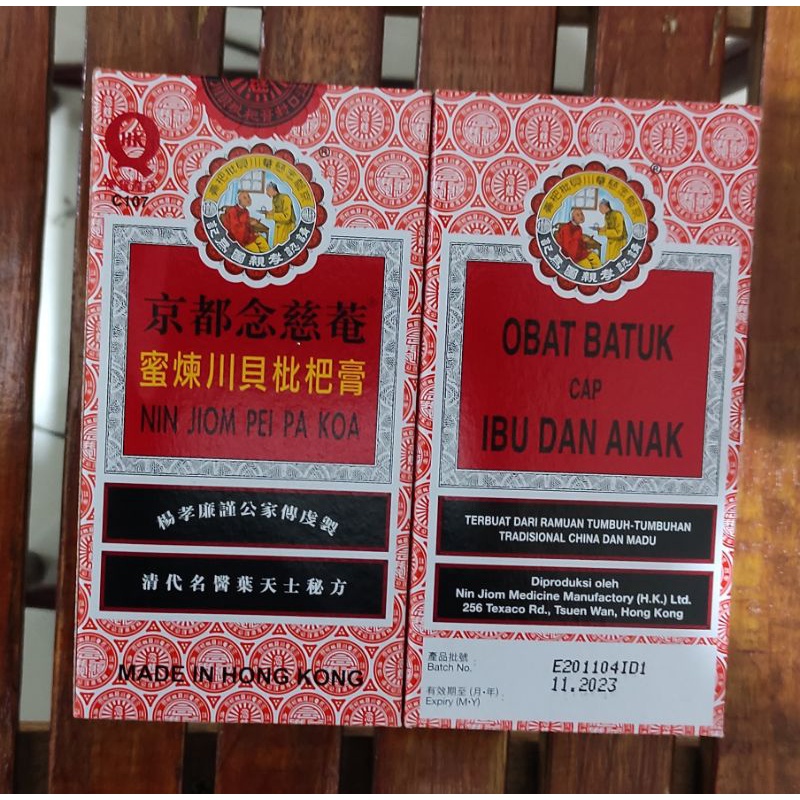 C-107
京都念慈菴
蜜煉川貝枇杷膏
NIN JIOM PEI PA KOA
楊孝廉謹公家傳虔製
清代名醫葉天士秘方
MADE IN HONG KONG
OBAT BATUK
CAP
IBU DAN ANAK
TERBUAT DARI RAMUAN TUMBUH-TUMBUHAN
TRADISIONAL CHINA DAN MADU
Diproduksi oleh
Nin Jiom Medicine Manufactory (H.K.) Ltd.
256 Texaco Rd., Tsuen Wan, Hong Kong
產品批號
Batch No.
E201104ID1
有效期至 (月·年)
Expiry (M·Y)
11.2023